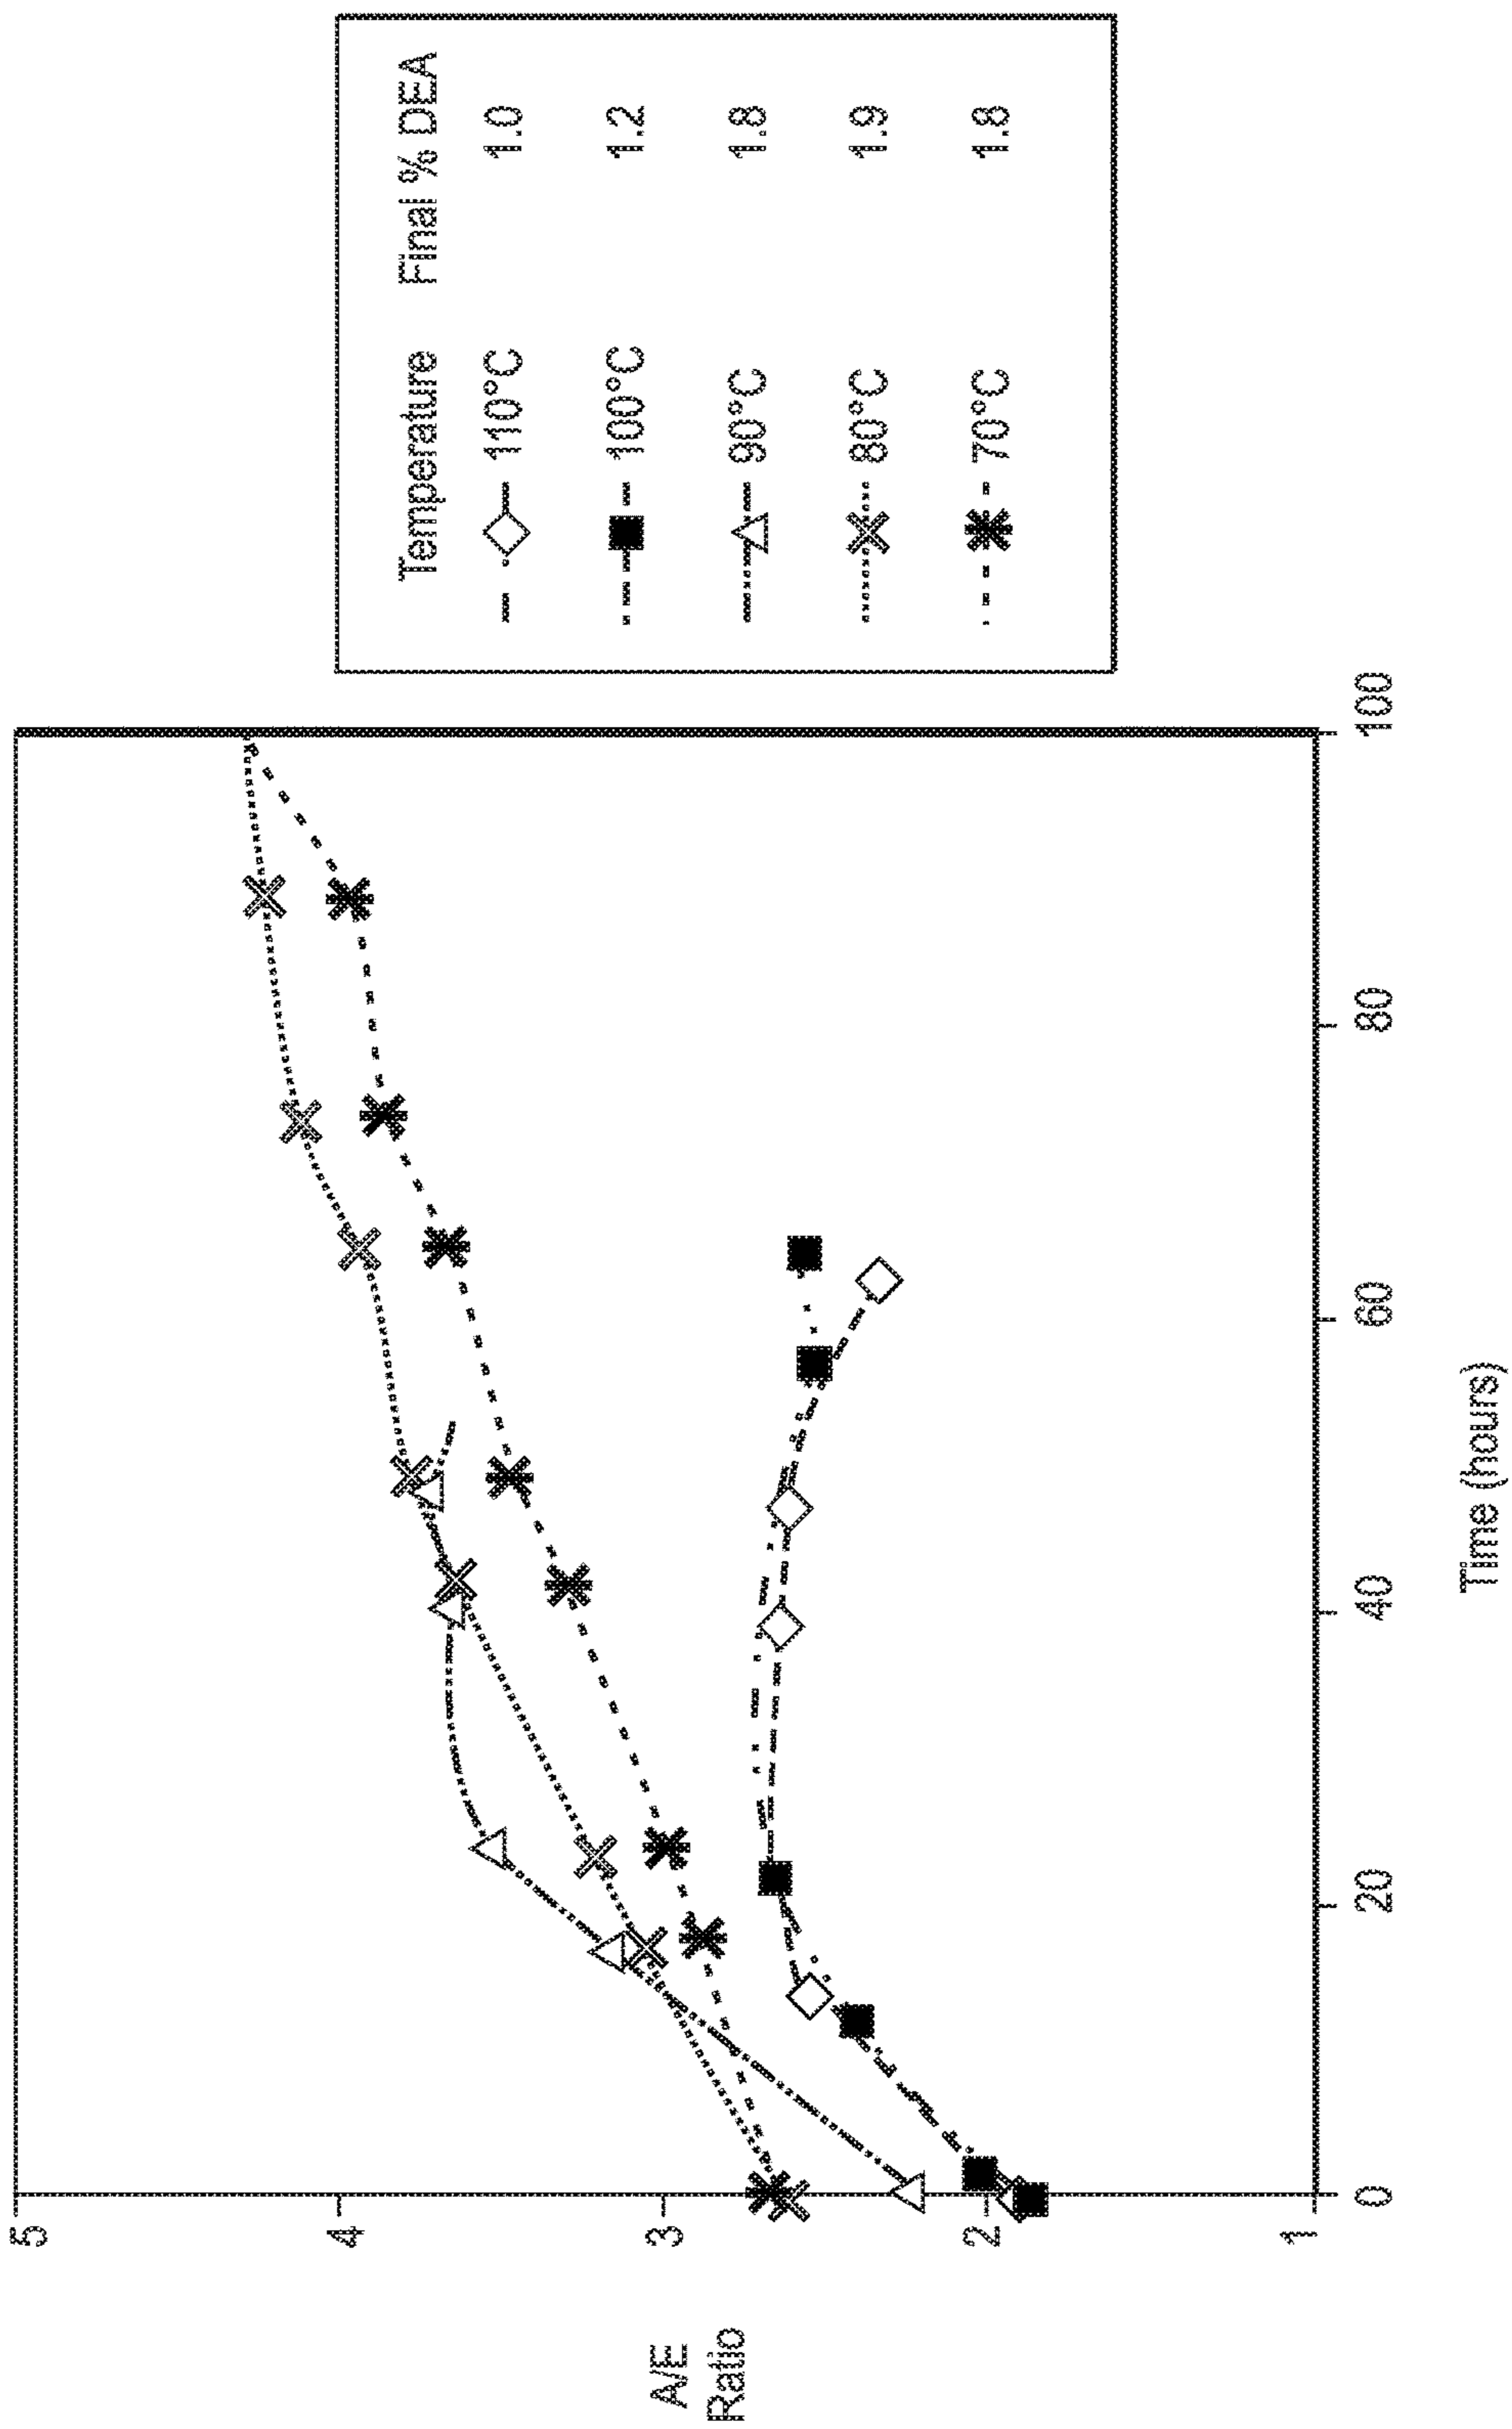 A/E
Ratio
5
4
3
2
1
0
20
40
60
80
100
Time (hours)
Temperature Final % DEA
110°C 1.0
100°C 1.2
90°C 1.8
80°C 1.9
70°C 1.8